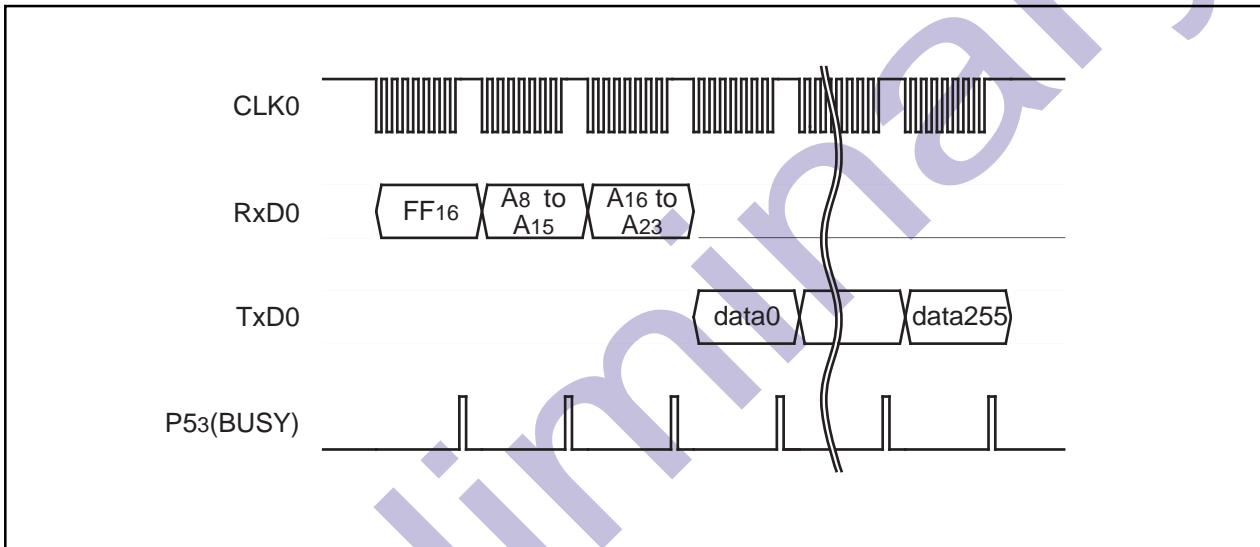 CLK0
RxD0
FF16
A8 to
A15
A16 to
A23
TxD0
data0
data255
P53(BUSY)